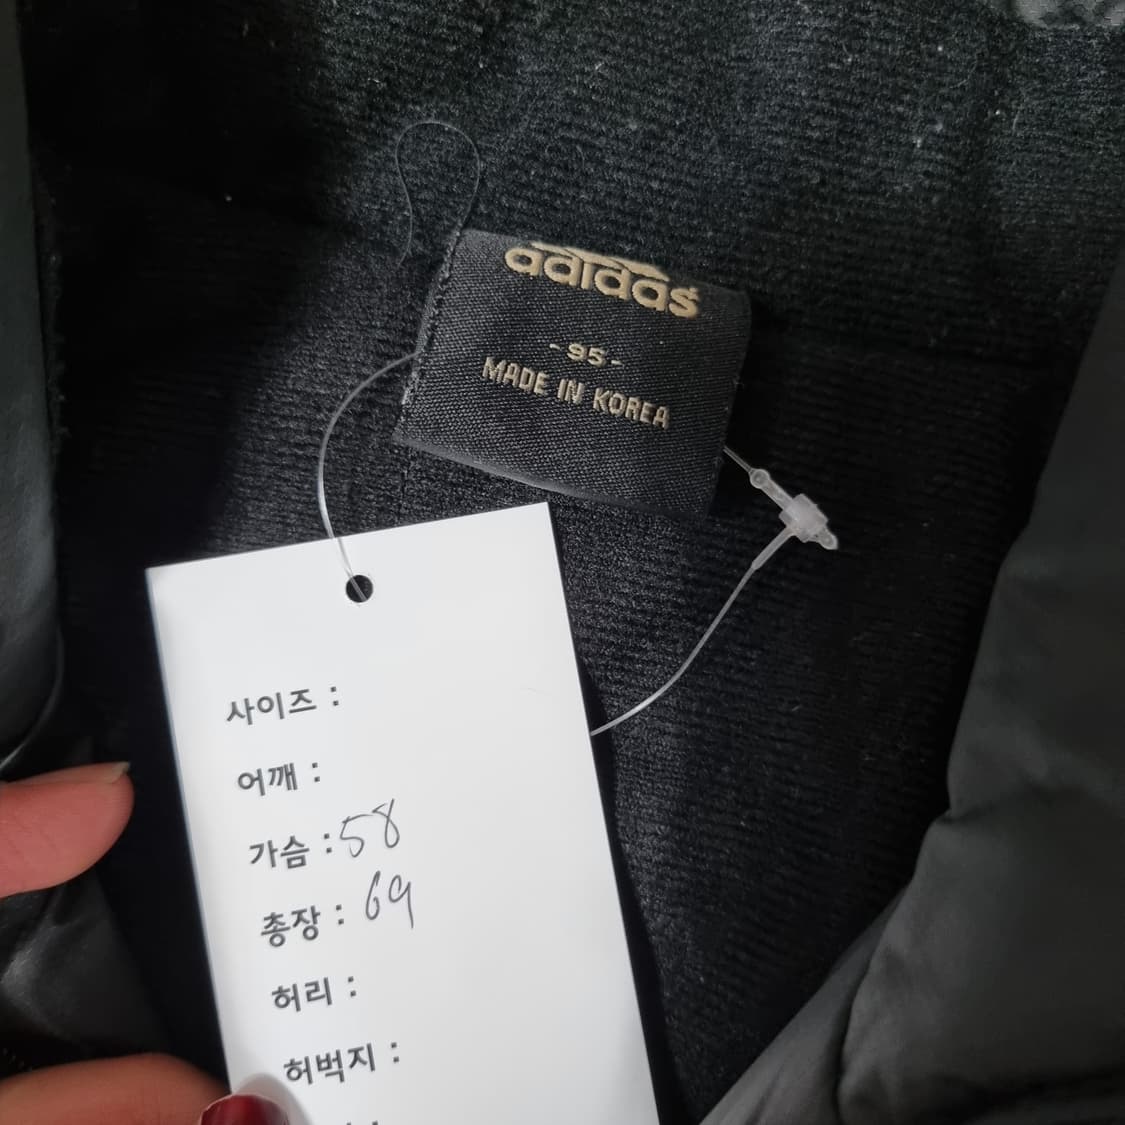 adidas
- 95 -
MADE IN KOREA
사이즈 :
어깨 :
가슴 : 58
총장 : 69
허리 :
허벅지 :